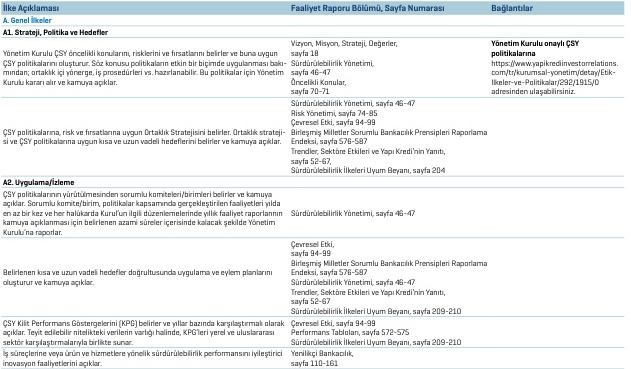 İlke Açıklaması
Faaliyet Raporu Bölümü, Sayfa Numarası
Bağlantılar
A. Genel İlkeler
A1. Strateji, Politika ve Hedefler
Yönetim Kurulu ÇSY öncelikli konularını, risklerini ve fırsatlarını belirler ve buna uygun
ÇSY politikalarını oluşturur. Söz konusu politikaların etkin bir biçimde uygulanması bakı-
mından; ortaklık içi yönerge, iş prosedürleri vs. hazırlanabilir. Bu politikalar için Yönetim
Kurulu kararı alır ve kamuya açıklar.
Vizyon, Misyon, Strateji, Değerler,
sayfa 18
Sürdürülebilirlik Yönetimi,
sayfa 46-47
Öncelikli Konular,
sayfa 70-71
Yönetim Kurulu onaylı ÇSY
politikalarına
https://www.yapikrediinvestorrelations.
com/tr/kurumsal-yonetim/detay/Etik-
Ilkeler-ve-Politikalar/292/1915/0
adresinden ulaşabilirsiniz.
ÇSY politikalarına, risk ve fırsatlarına uygun Ortaklık Stratejisini belirler. Ortaklık strateji-
si ve ÇSY politikalarına uygun kısa ve uzun vadeli hedeflerini belirler ve kamuya açıklar.
Sürdürülebilirlik Yönetimi, sayfa 46-47
Risk Yönetimi, sayfa 74-85
Çevresel Etki, sayfa 94-99
Birleşmiş Milletler Sorumlu Bankacılık Prensipleri Raporlama
Endeksi, sayfa 576-587
Trendler, Sektöre Etkileri ve Yapı Kredi'nin Yanıtı,
sayfa 52-67,
Sürdürülebilirlik İlkeleri Uyum Beyanı, sayfa 204
A2. Uygulama/İzleme
ÇSY politikalarının yürütülmesinden sorumlu komiteleri/birimleri belirler ve kamuya
açıklar. Sorumlu komite/birim, politikalar kapsamında gerçekleştirilen faaliyetleri yılda
en az bir kez ve her halükarda Kurul'un ilgili düzenlemelerinde yıllık faaliyet raporlarının
kamuya açıklanması için belirlenen azami süreler içerisinde kalacak şekilde Yönetim
Kurulu'na raporlar.
Sürdürülebilirlik Yönetimi, sayfa 46-47
Belirlenen kısa ve uzun vadeli hedefler doğrultusunda uygulama ve eylem planlarını
oluşturur ve kamuya açıklar.
Çevresel Etki,
sayfa 94-99
Birleşmiş Milletler Sorumlu Bankacılık Prensipleri Raporlama
Endeksi, sayfa 576-587
Sürdürülebilirlik Yönetimi, sayfa 46-47
Trendler, Sektöre Etkileri ve Yapı Kredi'nin Yanıtı,
sayfa 52-67
Sürdürülebilirlik İlkeleri Uyum Beyanı, sayfa 209-210
ÇSY Kilit Performans Göstergelerini (KPG) belirler ve yıllar bazında karşılaştırmalı olarak
açıklar. Teyit edilebilir nitelikteki verilerin varlığı halinde, KPG'leri yerel ve uluslararası
sektör karşılaştırmalarıyla birlikte sunar.
Çevresel Etki, sayfa 94-99
Performans Tabloları, sayfa 572-575
Sürdürülebilirlik İlkeleri Uyum Beyanı, sayfa 209-210
İş süreçlerine veya ürün ve hizmetlere yönelik sürdürülebilirlik performansını iyileştirici
inovasyon faaliyetlerini açıklar.
Yenilikçi Bankacılık,
sayfa 110-161